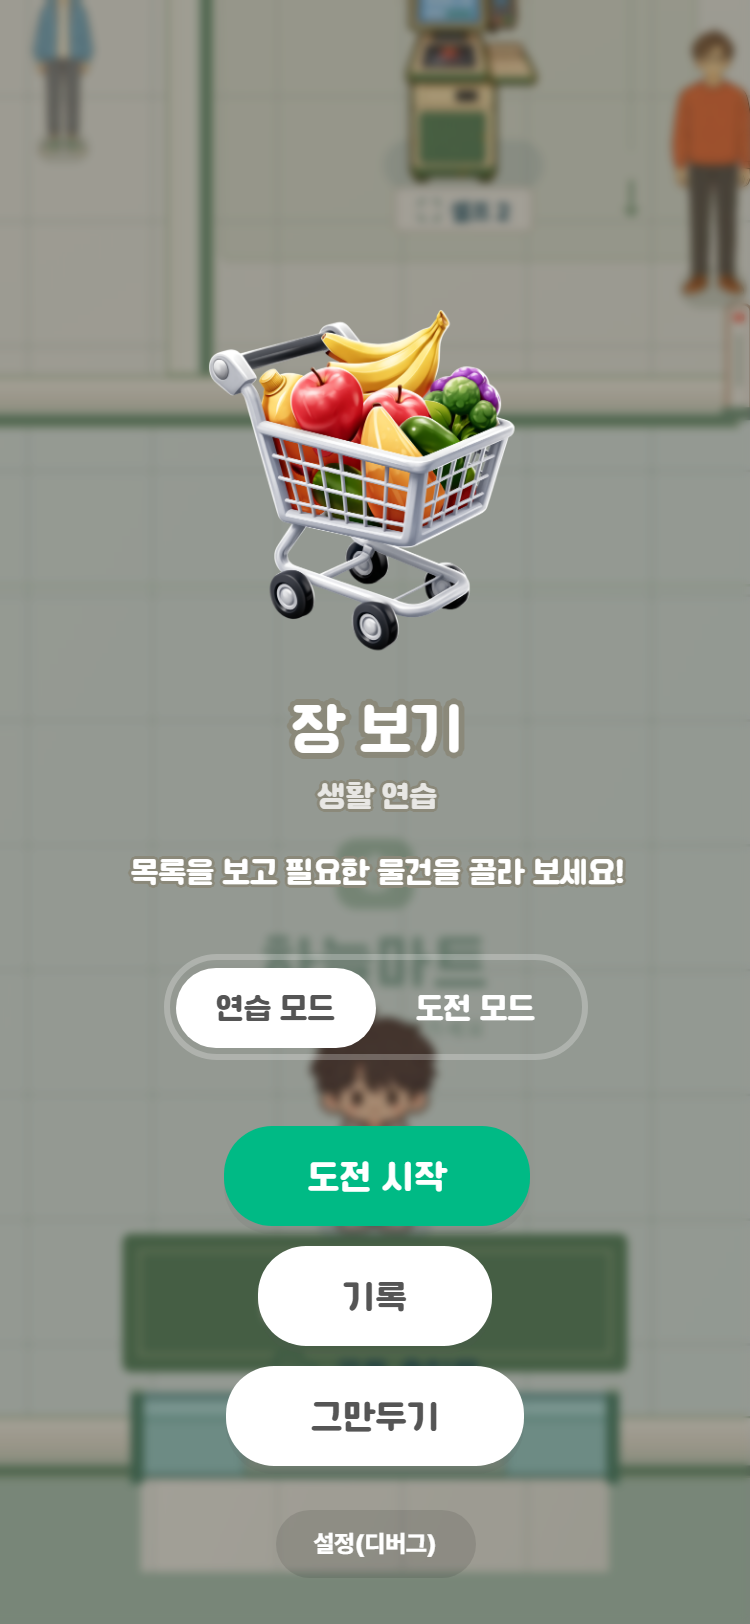 장 보기
생활 연습
목록을 보고 필요한 물건을 골라 보세요!
연습 모드 도전 모드
도전 시작
기록
그만두기
설정(디버그)